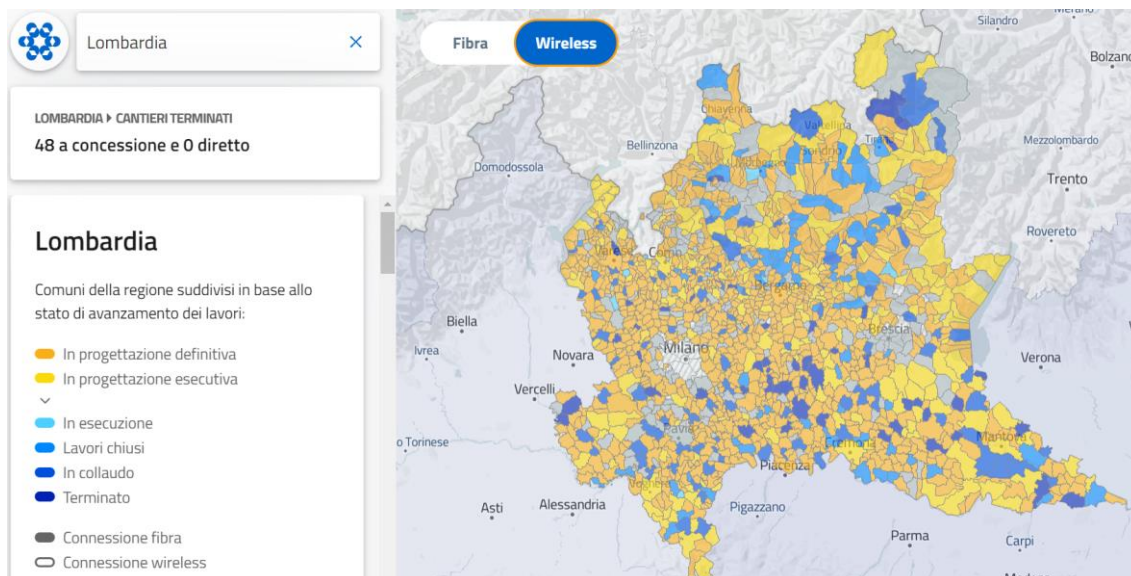 Lombardia
LOMBARDIA ▸ CANTIERI TERMINATI
48 a concessione e 0 diretto
Lombardia
Comuni della regione suddivisi in base allo
stato di avanzamento dei lavori:
In progettazione definitiva
In progettazione esecutiva
In esecuzione
Lavori chiusi
In collaudo
Terminato
Connessione fibra
Connessione wireless
Fibra
Wireless
Silandro
Merano
Bolzano
Chiavenna
Bellinzona
Valtellina
Sondrio
Tirano
Morbegno
Mezzolombardo
Domodossola
Trento
Rovereto
Varese
Como
Bergamo
Biella
Ivrea
Novara
Milano
Brescia
Verona
Vercelli
o Torinese
Pavia
Cremona
Mantova
Piacenza
Voghera
Asti
Alessandria
Pigazzano
Parma
Carpi